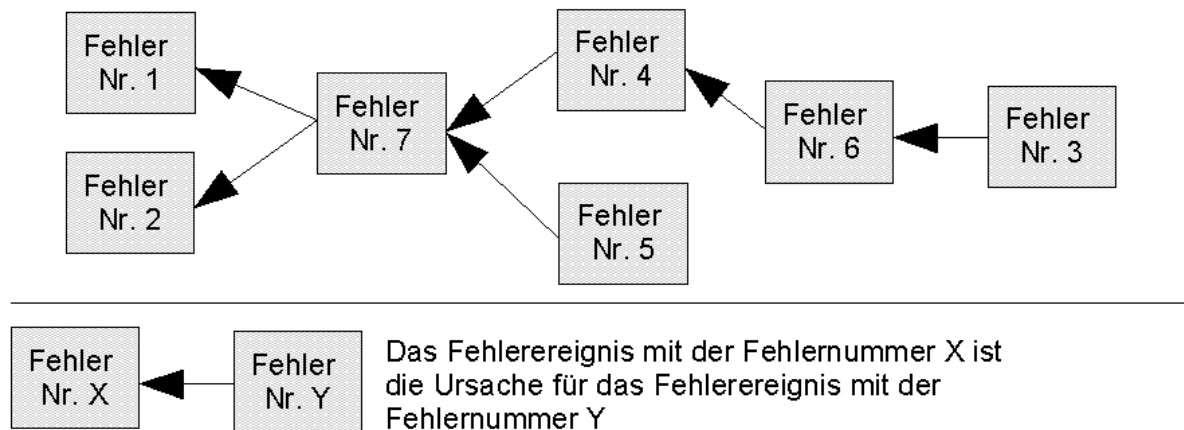 Fehler
Nr. 1
Fehler
Nr. 2
Fehler
Nr. 7
Fehler
Nr. 4
Fehler
Nr. 5
Fehler
Nr. 6
Fehler
Nr. 3
Fehler
Nr. X
Fehler
Nr. Y
Das Fehlerereignis mit der Fehlernummer X ist
die Ursache für das Fehlerereignis mit der
Fehlernummer Y